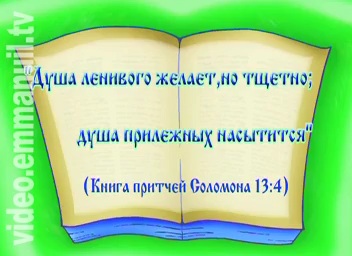 "Душа ленивого желает,но тщетно;
душа прилежных насытится"
(Книга притчей Соломона 13:4)
video.emmanuil.tv